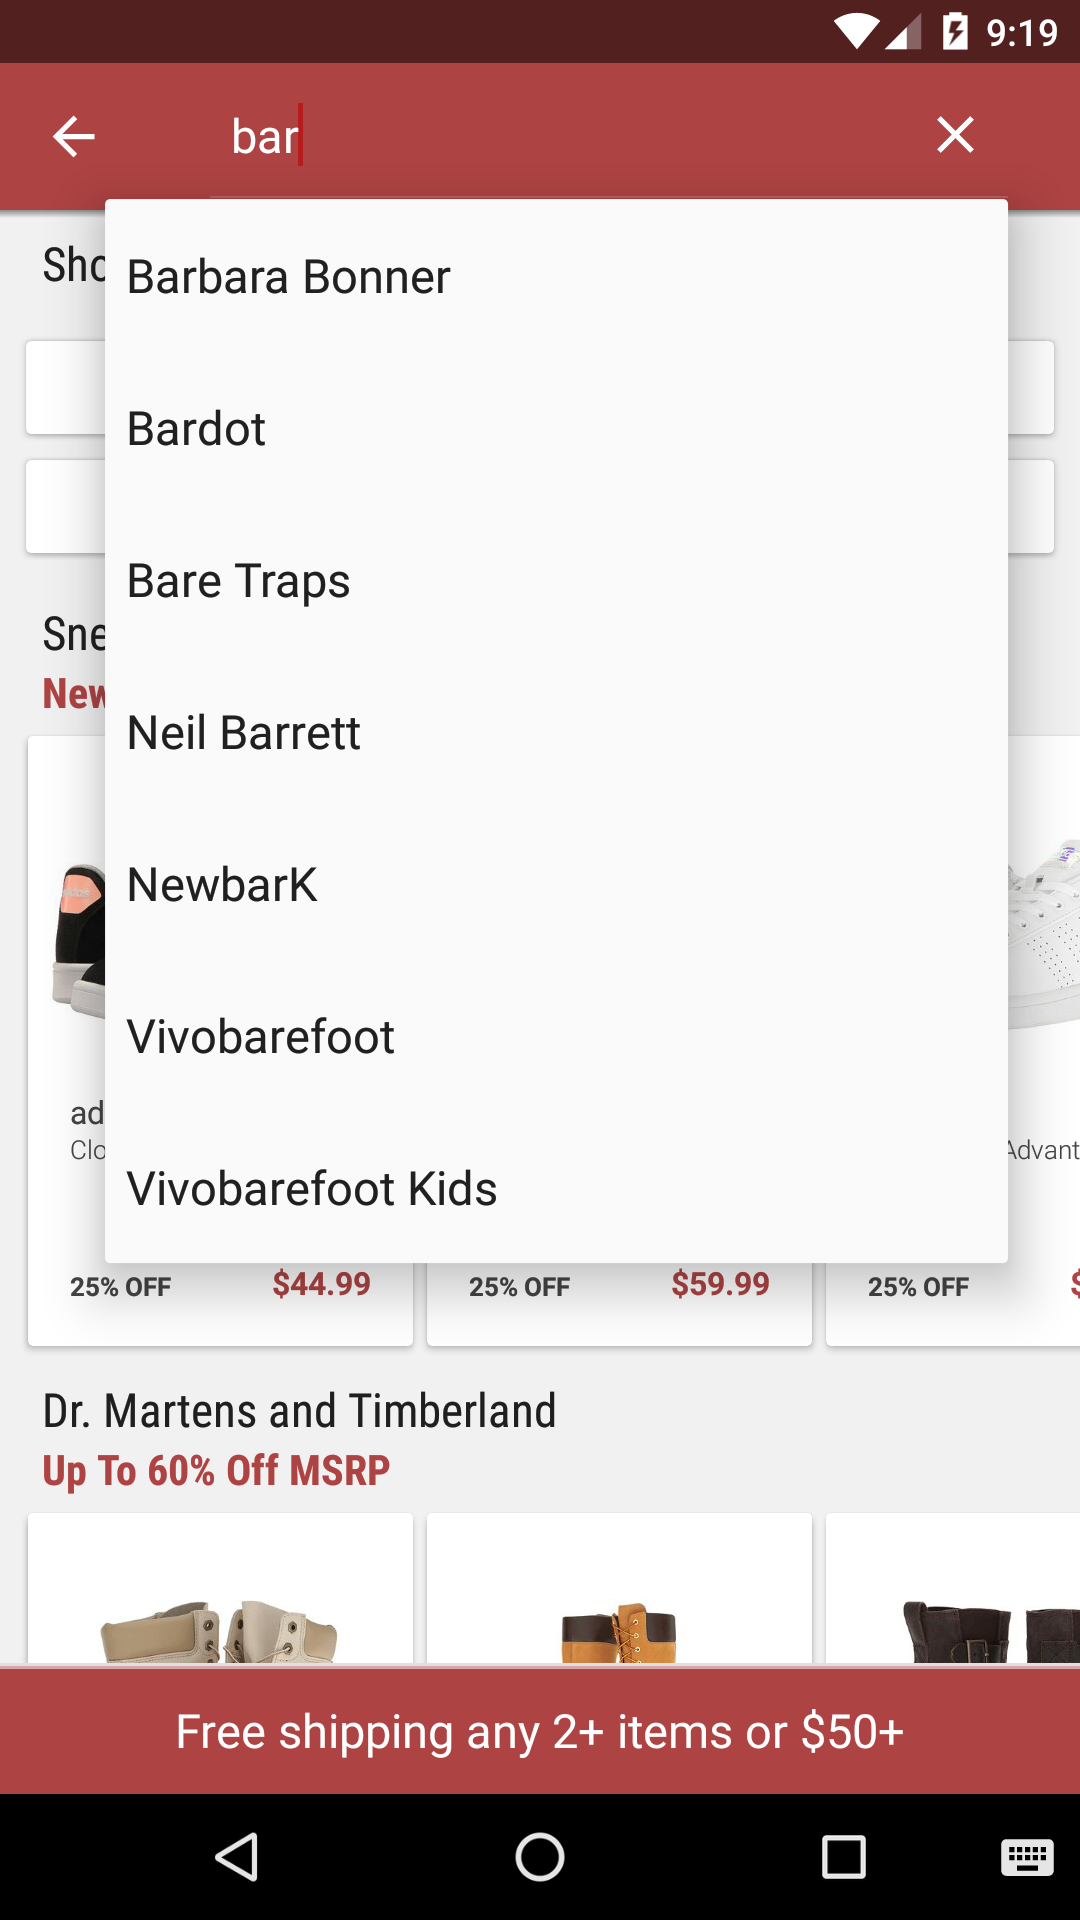 9:19
bar
Sho
Barbara Bonner
Bardot
Bare Traps
Sne
New
Neil Barrett
NewbarK
Vivobarefoot
ad
Clo
Advant
Vivobarefoot Kids
25% OFF $44.99 25% OFF $59.99 25% OFF $
Dr. Martens and Timberland
Up To 60% Off MSRP
Free shipping any 2+ items or $50+